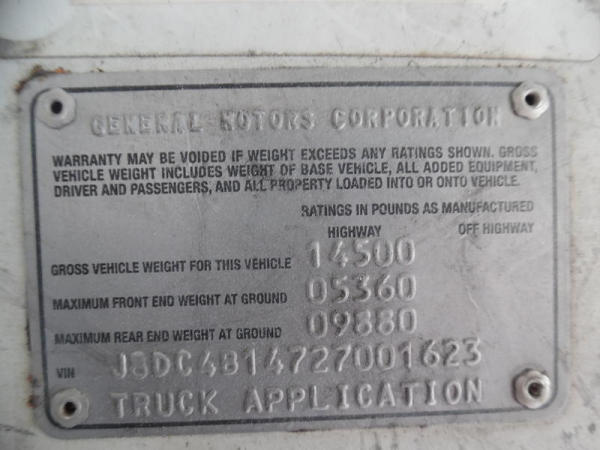 GENERAL MOTORS CORPORATION
WARRANTY MAY BE VOIDED IF WEIGHT EXCEEDS ANY RATINGS SHOWN. GROSS
VEHICLE WEIGHT INCLUDES WEIGHT OF BASE VEHICLE, ALL ADDED EQUIPMENT,
DRIVER AND PASSENGERS, AND ALL PROPERTY LOADED INTO OR ONTO VEHICLE.
RATINGS IN POUNDS AS MANUFACTURED
HIGHWAY OFF HIGHWAY
GROSS VEHICLE WEIGHT FOR THIS VEHICLE 14500
MAXIMUM FRONT END WEIGHT AT GROUND 05360
MAXIMUM REAR END WEIGHT AT GROUND 09880
VIN J8DC4B14727001623
TRUCK APPLICATION